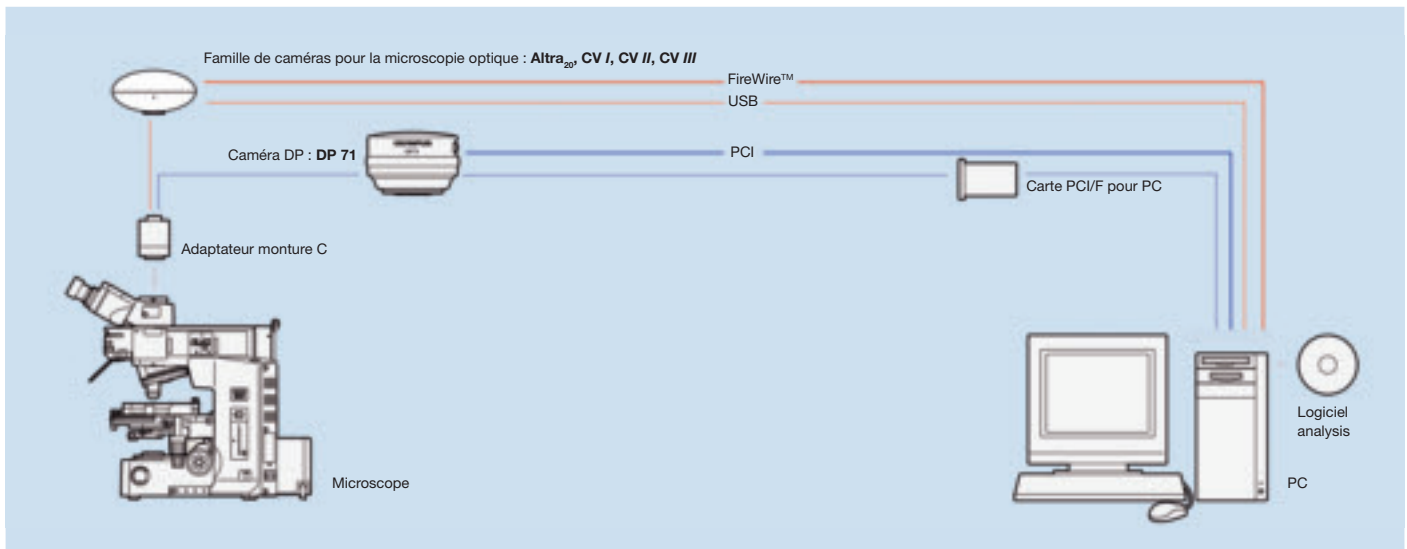 Famille de caméras pour la microscopie optique : Altra20, CV I, CV II, CV III
FireWire™
USB
Caméra DP : DP 71
OLYMPUS
PCI
Carte PCI/F pour PC
Adaptateur monture C
Microscope
Logiciel
analysis
PC